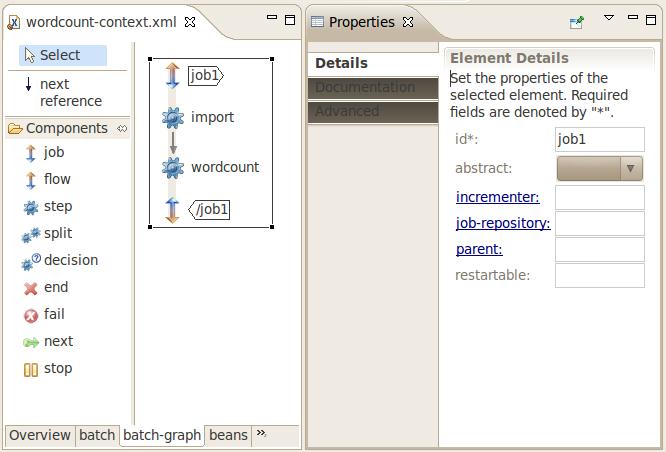 wordcount-context.xml
Select
next
reference
Components
job
flow
step
split
decision
end
fail
next
stop
job1
import
wordcount
/job1
Overview batch batch-graph beans
Properties
Details
Documentation
Advanced
Element Details
Set the properties of the
selected element. Required
fields are denoted by "*".
id*: job1
abstract:
incrementer:
job-repository:
parent:
restartable: